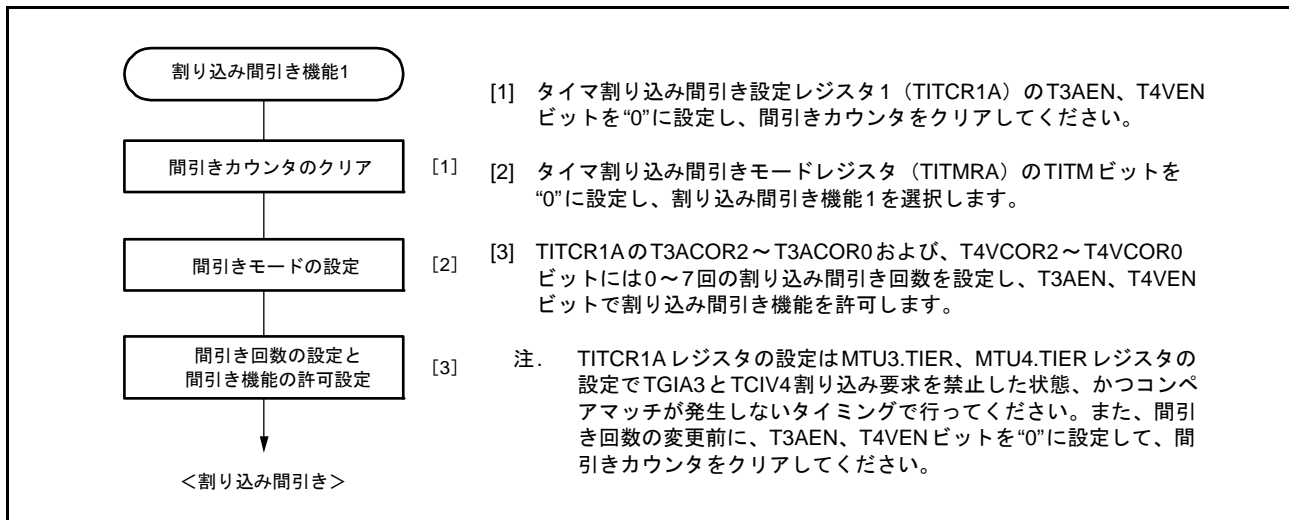 割り込み間引き機能1
間引きカウンタのクリア [1]
間引きモードの設定 [2]
間引き回数の設定と
間引き機能の許可設定 [3]
＜割り込み間引き＞
[1] タイマ割り込み間引き設定レジスタ1（TITCR1A）のT3AEN、T4VEN
ビットを“0”に設定し、間引きカウンタをクリアしてください。
[2] タイマ割り込み間引きモードレジスタ（TITMRA）のTITMビットを
“0”に設定し、割り込み間引き機能1を選択します。
[3] TITCR1AのT3ACOR2～T3ACOR0および、T4VCOR2～T4VCOR0
ビットには0～7回の割り込み間引き回数を設定し、T3AEN、T4VEN
ビットで割り込み間引き機能を許可します。
注. TITCR1Aレジスタの設定はMTU3.TIER、MTU4.TIERレジスタの
設定でTGIA3とTCIV4割り込み要求を禁止した状態、かつコンペ
アマッチが発生しないタイミングで行ってください。また、間引
き回数の変更前に、T3AEN、T4VENビットを“0”に設定して、間
引きカウンタをクリアしてください。